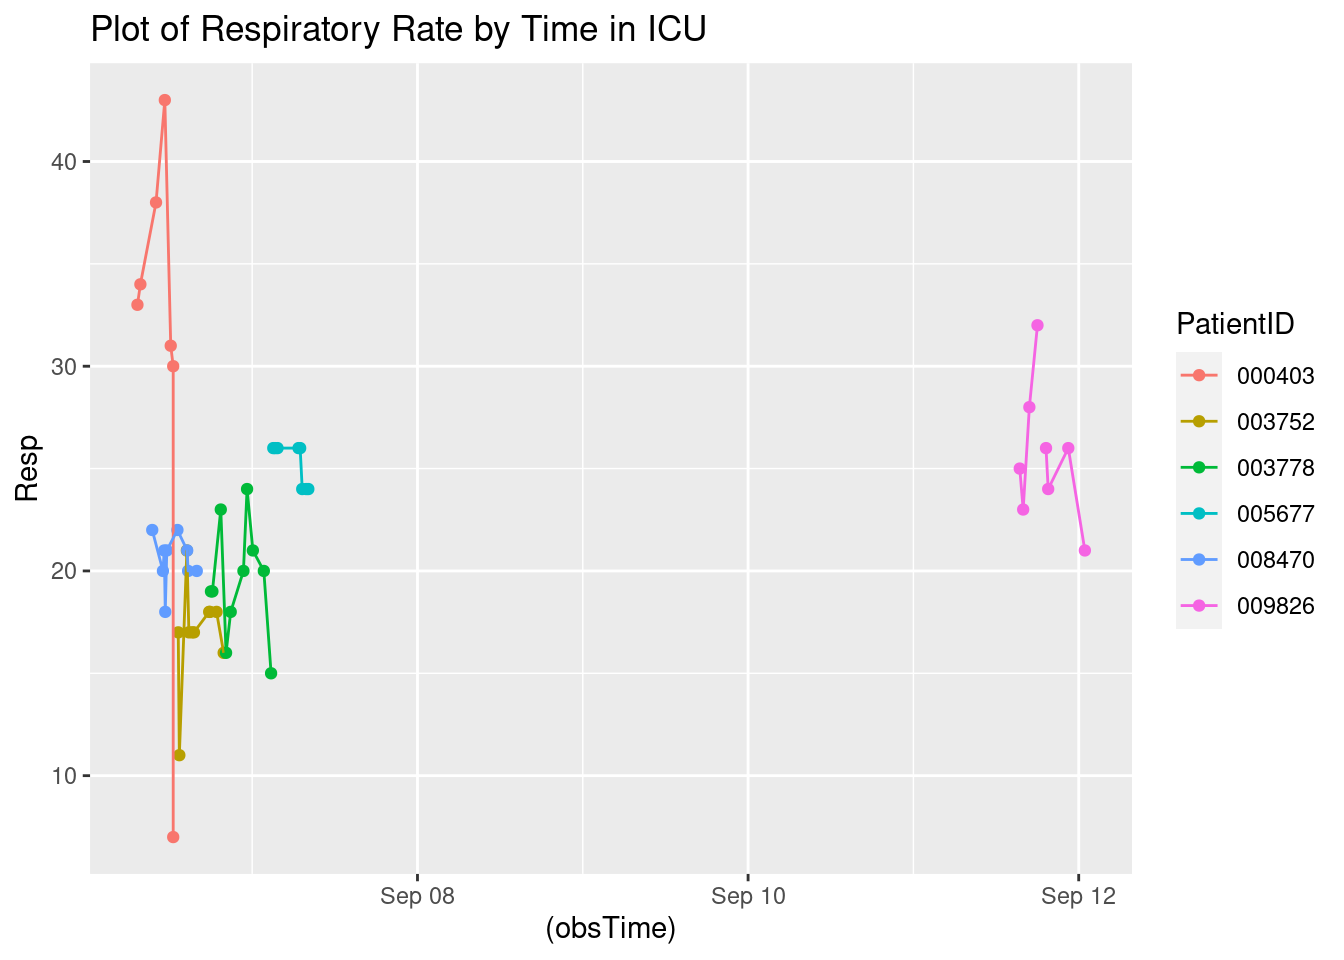 Plot of Respiratory Rate by Time in ICU
40
30
20
10
Resp
Sep 08
Sep 10
Sep 12
(obsTime)
PatientID
000403
003752
003778
005677
008470
009826